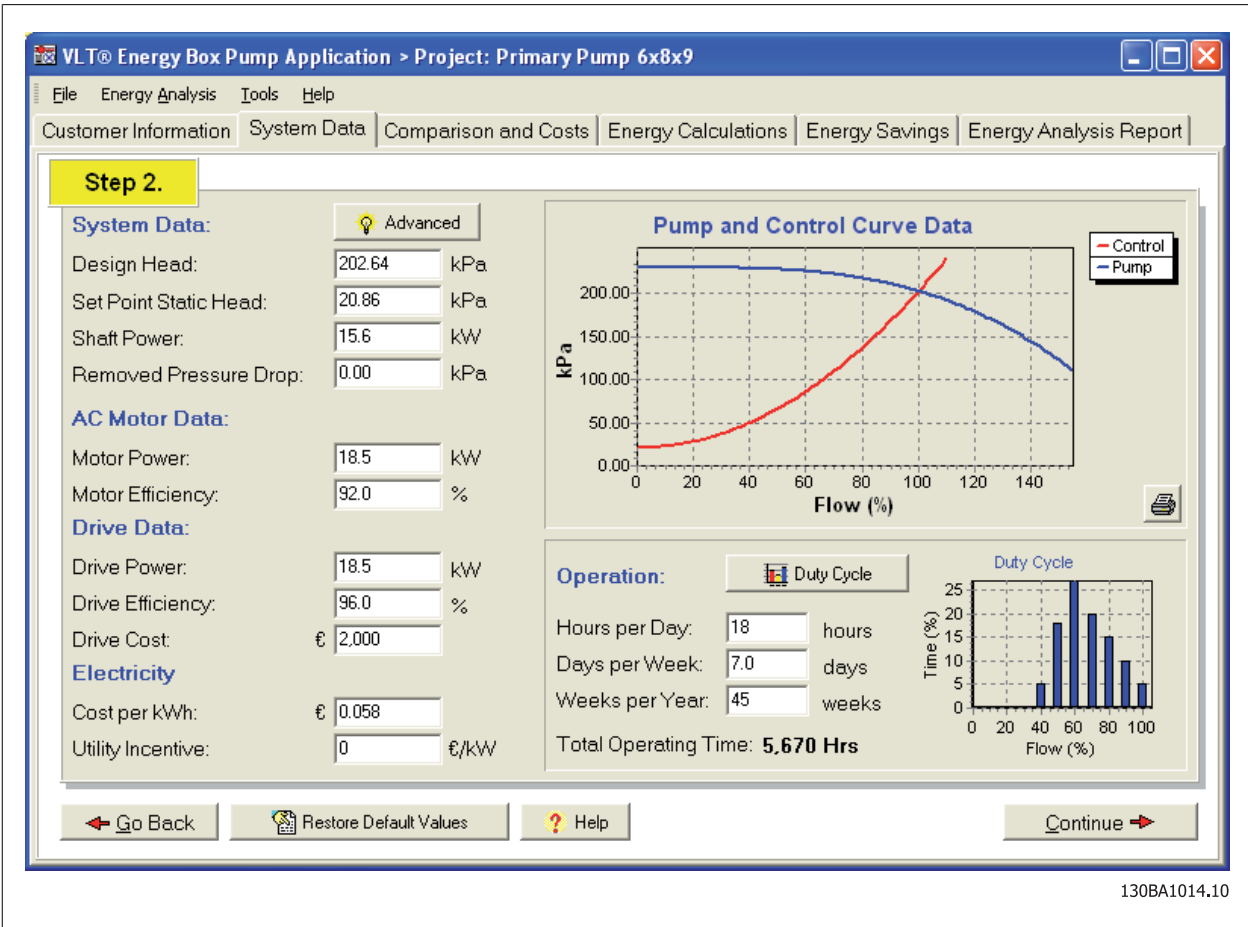 VLT® Energy Box Pump Application > Project: Primary Pump 6x8x9
File Energy Analysis Tools Help
Customer Information System Data Comparison and Costs Energy Calculations Energy Savings Energy Analysis Report
Step 2.
System Data: Advanced
Design Head: 202.64 kPa
Set Point Static Head: 20.86 kPa
Shaft Power: 15.6 kW
Removed Pressure Drop: 0.00 kPa
AC Motor Data:
Motor Power: 18.5 kW
Motor Efficiency: 92.0 %
Drive Data:
Drive Power: 18.5 kW
Drive Efficiency: 96.0 %
Drive Cost: € 2,000
Electricity
Cost per kWh: € 0.058
Utility Incentive: 0 €/kW
Pump and Control Curve Data
Control
Pump
kPa
200.00
150.00
100.00
50.00
0.00
0 20 40 60 80 100 120 140
Flow (%)
Operation: Duty Cycle
Hours per Day: 18 hours
Days per Week: 7.0 days
Weeks per Year: 45 weeks
Total Operating Time: 5,670 Hrs
Duty Cycle
Time (%)
25
20
15
10
5
0
0 20 40 60 80 100
Flow (%)
Go Back Restore Default Values Help Continue
130BA1014.10